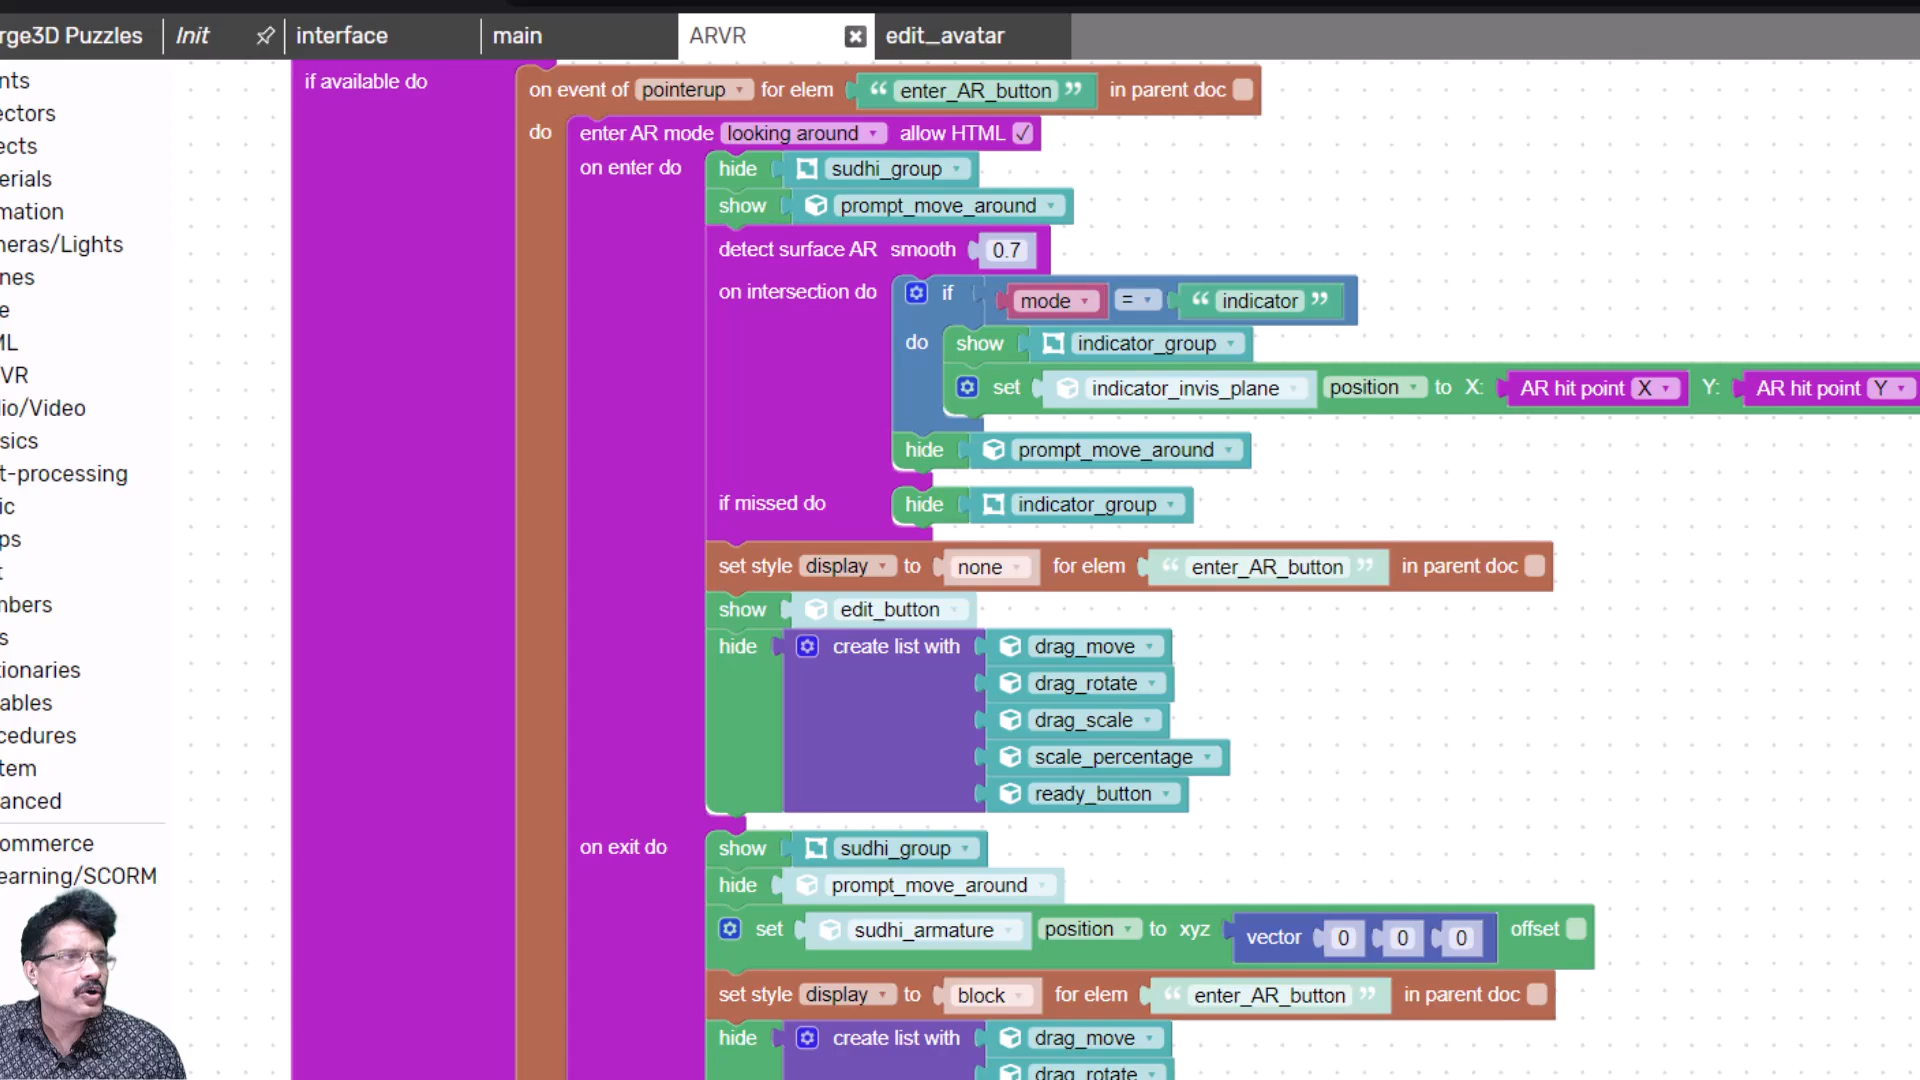 rge3D Puzzles Init interface main ARVR edit_avatar
nts
ectors
ects
erials
mation
neras/Lights
nes
e
ML
VR
lio/Video
sics
t-processing
ic
ps
t
nbers
s
tionaries
ables
cedures
tem
anced
ommerce
earning/SCORM
if available do
on event of pointerup for elem “ enter_AR_button ” in parent doc
do enter AR mode looking around allow HTML ✓
on enter do hide sudhi_group
show prompt_move_around
detect surface AR smooth 0.7
on intersection do if mode = “ indicator ”
do show indicator_group
set indicator_invis_plane position to X: AR hit point X Y: AR hit point Y
hide prompt_move_around
if missed do hide indicator_group
set style display to none for elem “ enter_AR_button ” in parent doc
show edit_button
hide create list with drag_move
drag_rotate
drag_scale
scale_percentage
ready_button
on exit do show sudhi_group
hide prompt_move_around
set sudhi_armature position to xyz vector 0 0 0 offset
set style display to block for elem “ enter_AR_button ” in parent doc
hide create list with drag_move
drag_rotate